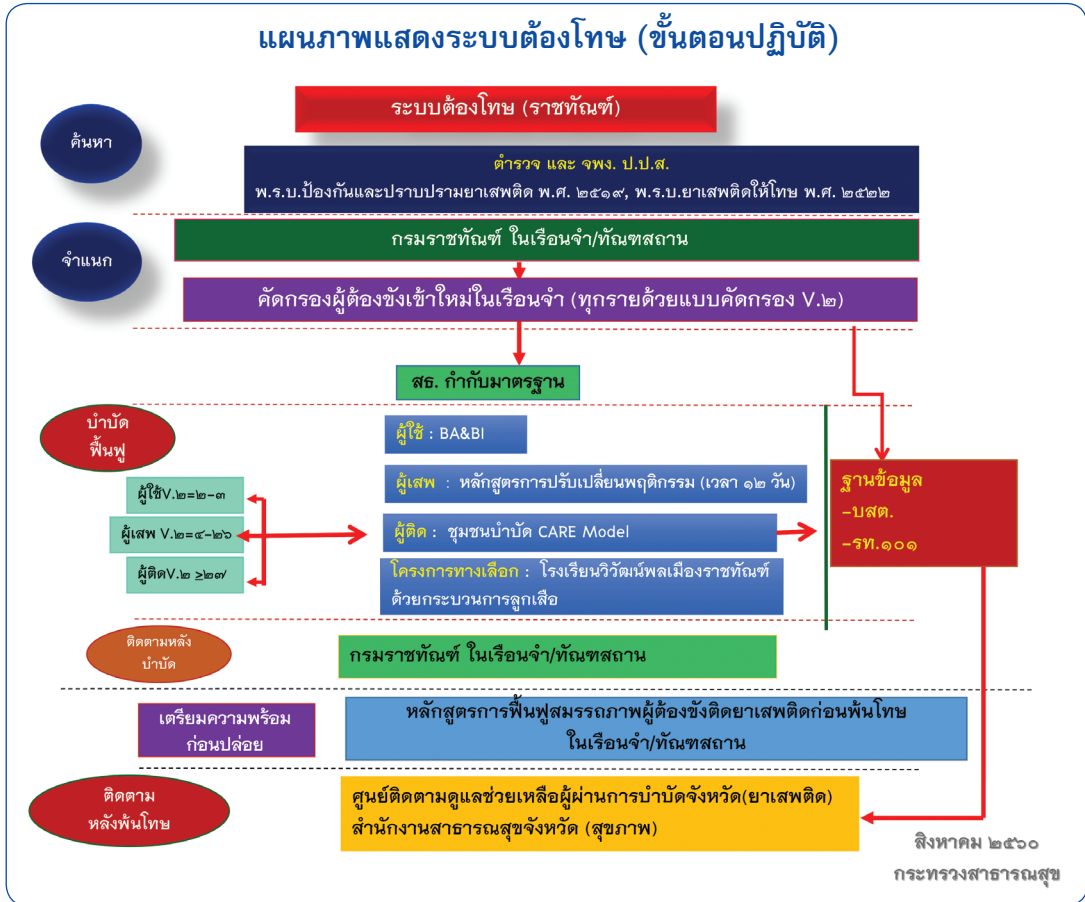 แผนภาพแสดงระบบต้องโทษ (ขั้นตอนปฏิบัติ)
ค้นหา
ระบบต้องโทษ (ราชทัณฑ์)
ตำรวจ และ จพง. ป.ป.ส.
พ.ร.บ.ป้องกันและปราบปรามยาเสพติด พ.ศ. ๒๕๑๙, พ.ร.บ.ยาเสพติดให้โทษ พ.ศ. ๒๕๒๒
จำแนก
กรมราชทัณฑ์ ในเรือนจำ/ทัณฑสถาน
คัดกรองผู้ต้องขังเข้าใหม่ในเรือนจำ (ทุกรายด้วยแบบคัดกรอง V.๒)
สธ. กำกับมาตรฐาน
บำบัด
ฟื้นฟู
ผู้ใช้V.๒=๒-๓
ผู้เสพ V.๒=๔-๒๖
ผู้ติดV.๒ ≥๒๗
ผู้ใช้ : BA&BI
ผู้เสพ : หลักสูตรการปรับเปลี่ยนพฤติกรรม (เวลา ๑๒ วัน)
ผู้ติด : ชุมชนบำบัด CARE Model
โครงการทางเลือก : โรงเรียนวิวัฒน์พลเมืองราชทัณฑ์
ด้วยกระบวนการลูกเสือ
ฐานข้อมูล
-บสต.
-รท.๑๐๑
ติดตามหลัง
บำบัด
กรมราชทัณฑ์ ในเรือนจำ/ทัณฑสถาน
เตรียมความพร้อม
ก่อนปล่อย
หลักสูตรการฟื้นฟูสมรรถภาพผู้ต้องขังติดยาเสพติดก่อนพ้นโทษ
ในเรือนจำ/ทัณฑสถาน
ติดตาม
หลังพ้นโทษ
ศูนย์ติดตามดูแลช่วยเหลือผู้ผ่านการบำบัดจังหวัด(ยาเสพติด)
สำนักงานสาธารณสุขจังหวัด (สุขภาพ)
สิงหาคม ๒๕๖๐
กระทรวงสาธารณสุข